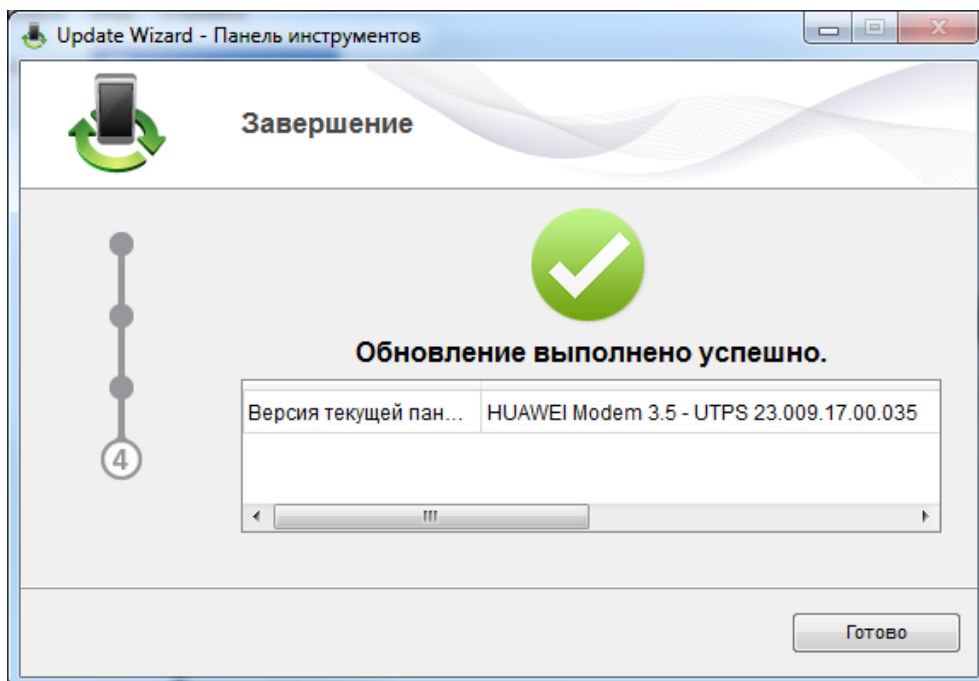 Update Wizard - Панель инструментов
Завершение
Обновление выполнено успешно.
Версия текущей пан... HUAWEI Modem 3.5 - UTPS 23.009.17.00.035
4
Готово